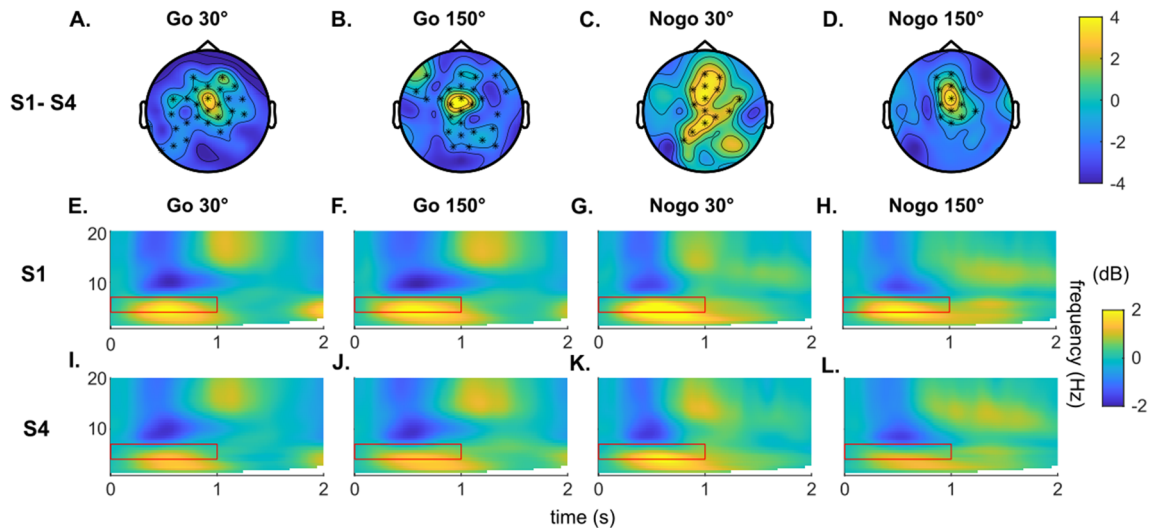 A. Go 30° B. Go 150° C. Nogo 30° D. Nogo 150°
4
2
S1- S4
0
-2
-4
E. Go 30° F. Go 150° G. Nogo 30° H. Nogo 150°
20
S1
10
0 1 2 0 1 2 0 1 2 0 1 2
frequency (Hz)
(dB)
2
0
-2
I. J. K. L.
20
S4
10
0 1 2 0 1 2 0 1 2 0 1 2
time (s)